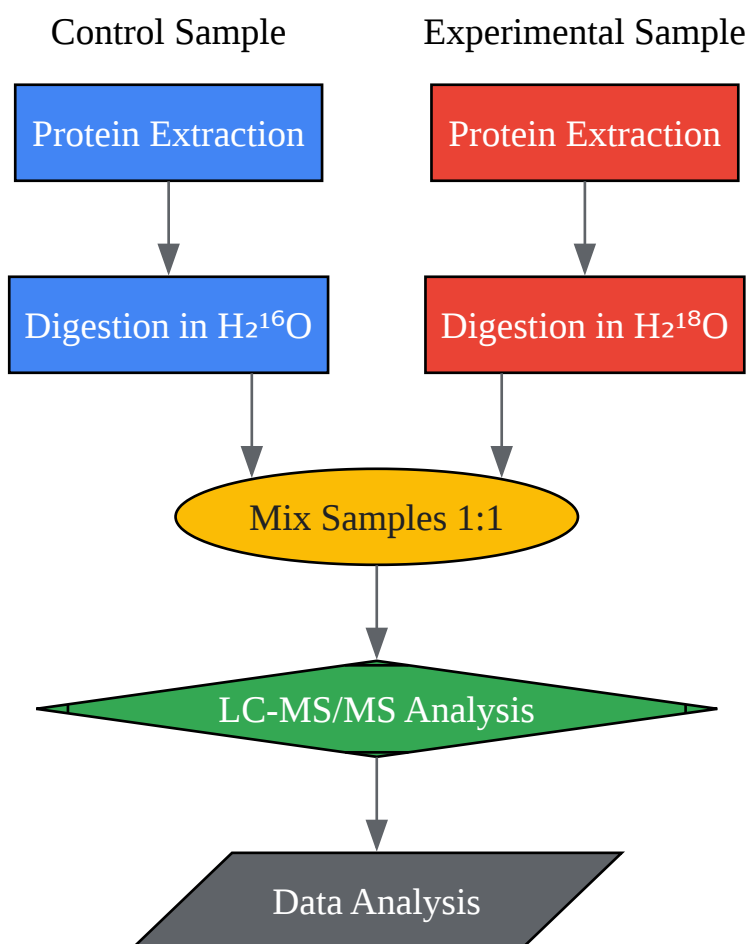 Control Sample
Experimental Sample
Protein Extraction
Protein Extraction
Digestion in H₂¹⁶O
Digestion in H₂¹⁸O
Mix Samples 1:1
LC-MS/MS Analysis
Data Analysis